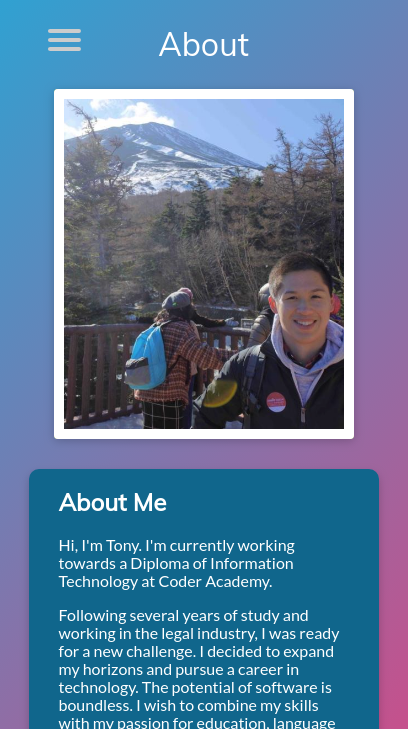 About
About Me
Hi, I'm Tony. I'm currently working
towards a Diploma of Information
Technology at Coder Academy.
Following several years of study and
working in the legal industry, I was ready
for a new challenge. I decided to expand
my horizons and pursue a career in
technology. The potential of software is
boundless. I wish to combine my skills
with my passion for education, language